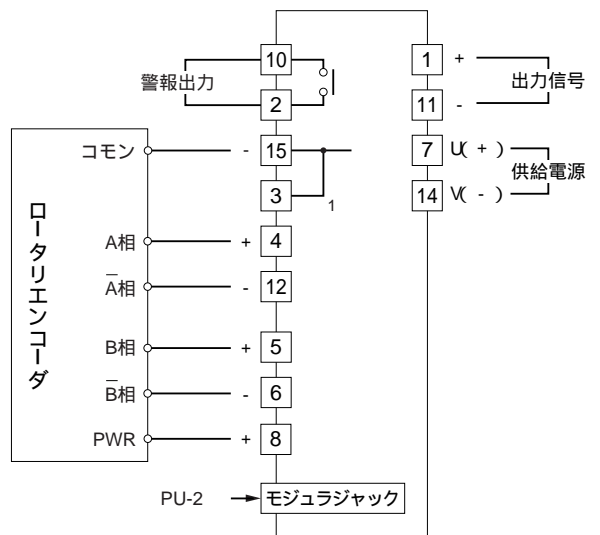 警報出力
10
2
1 +
11 -
出力信号
7 U( + )
14 V( - )
供給電源
ロータリエンコーダ
コモン - 15
3
1
A相 + 4
A̅相 - 12
B相 + 5
B̅相 - 6
PWR + 8
PU-2 モジュラジャック